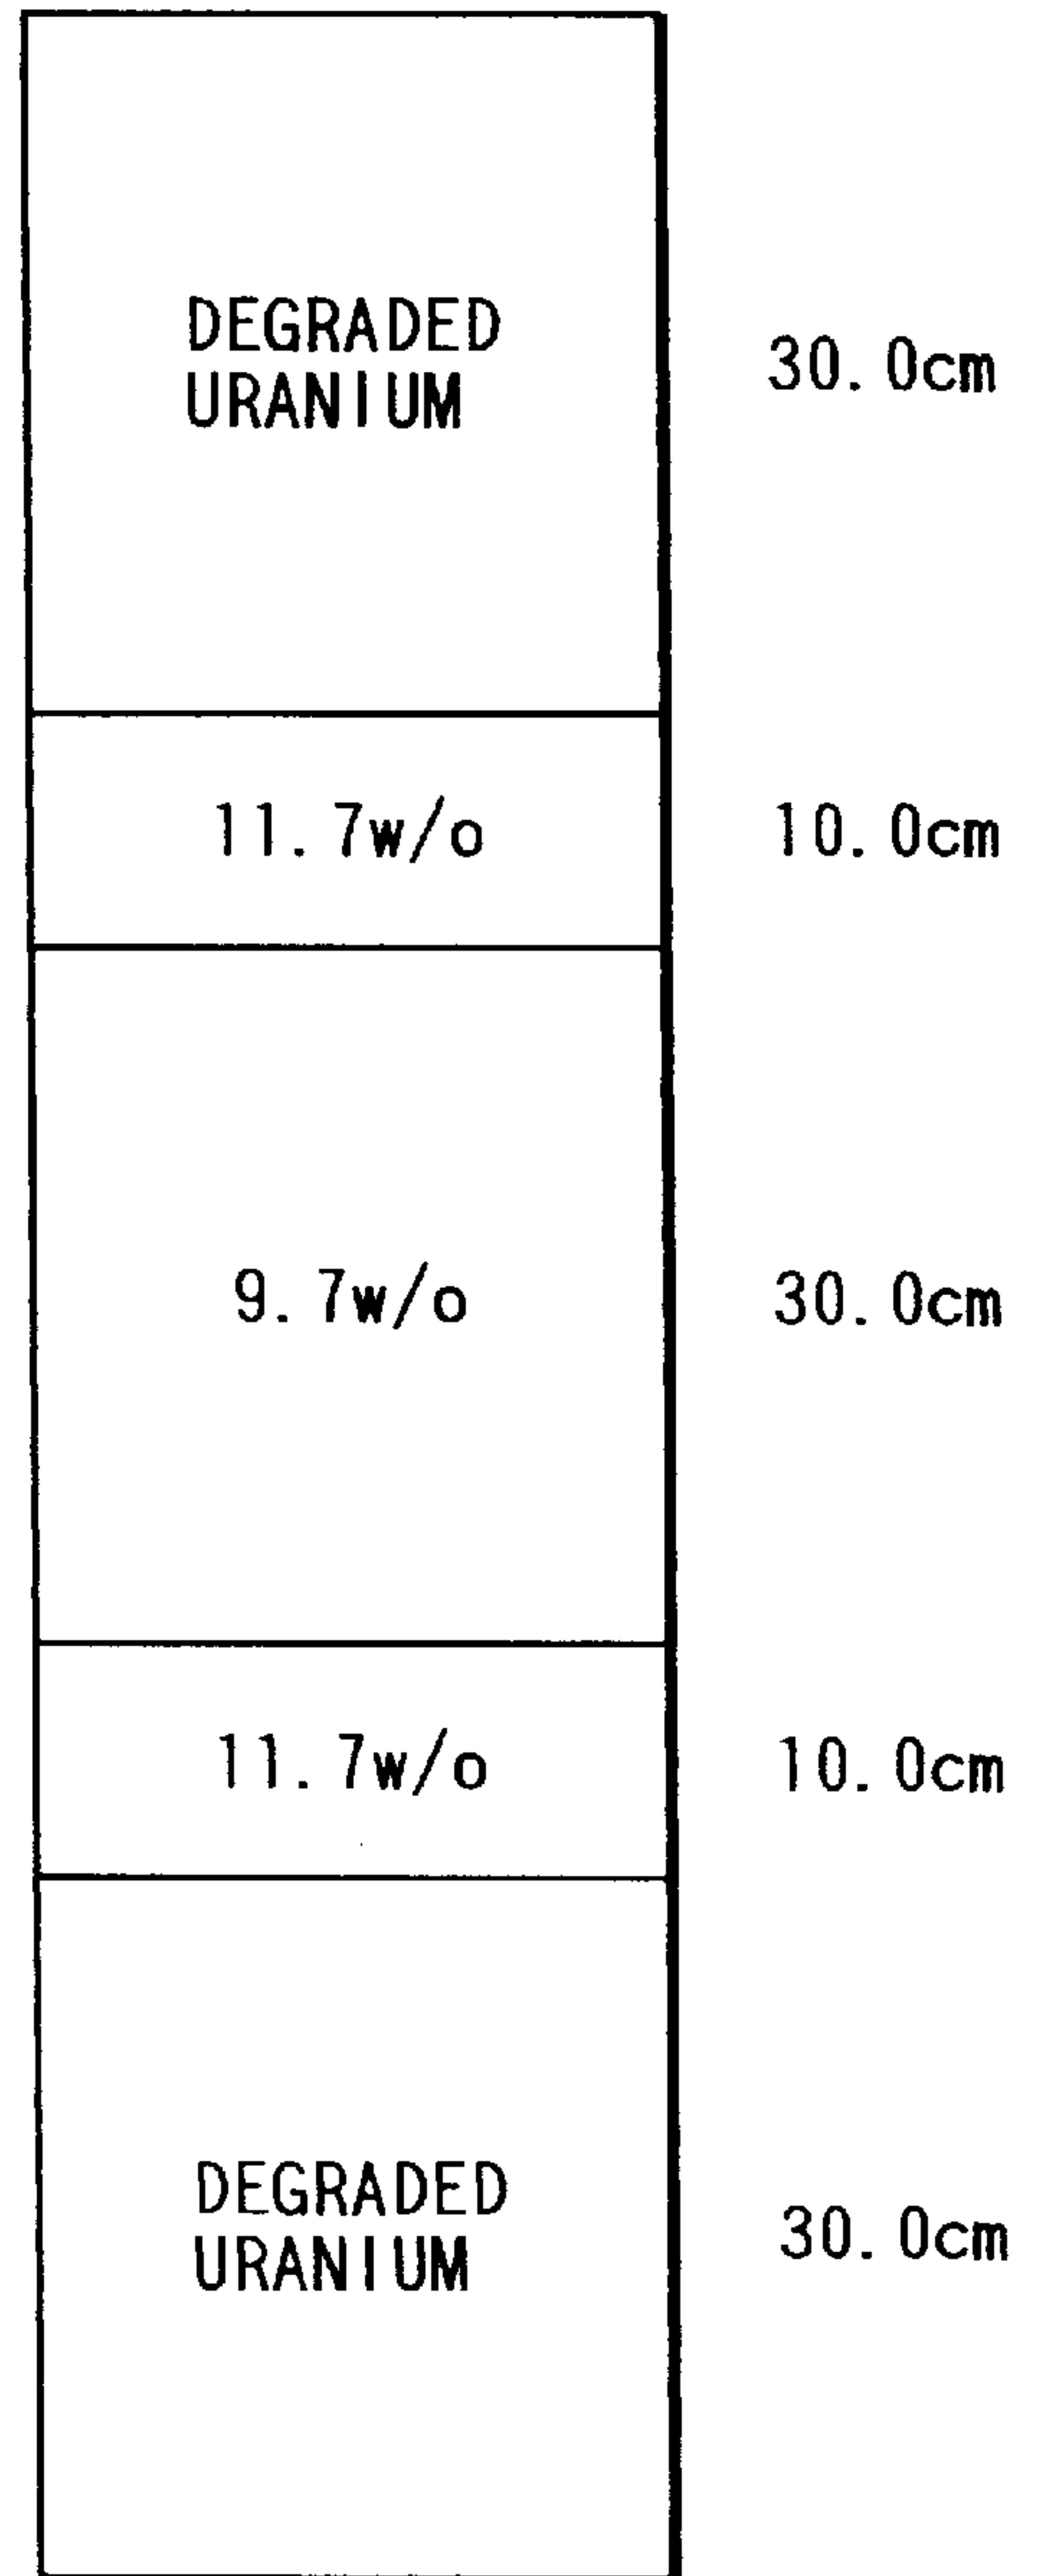 DEGRADED
URANIUM
30.0cm
11.7w/o
10.0cm
9.7w/o
30.0cm
11.7w/o
10.0cm
DEGRADED
URANIUM
30.0cm